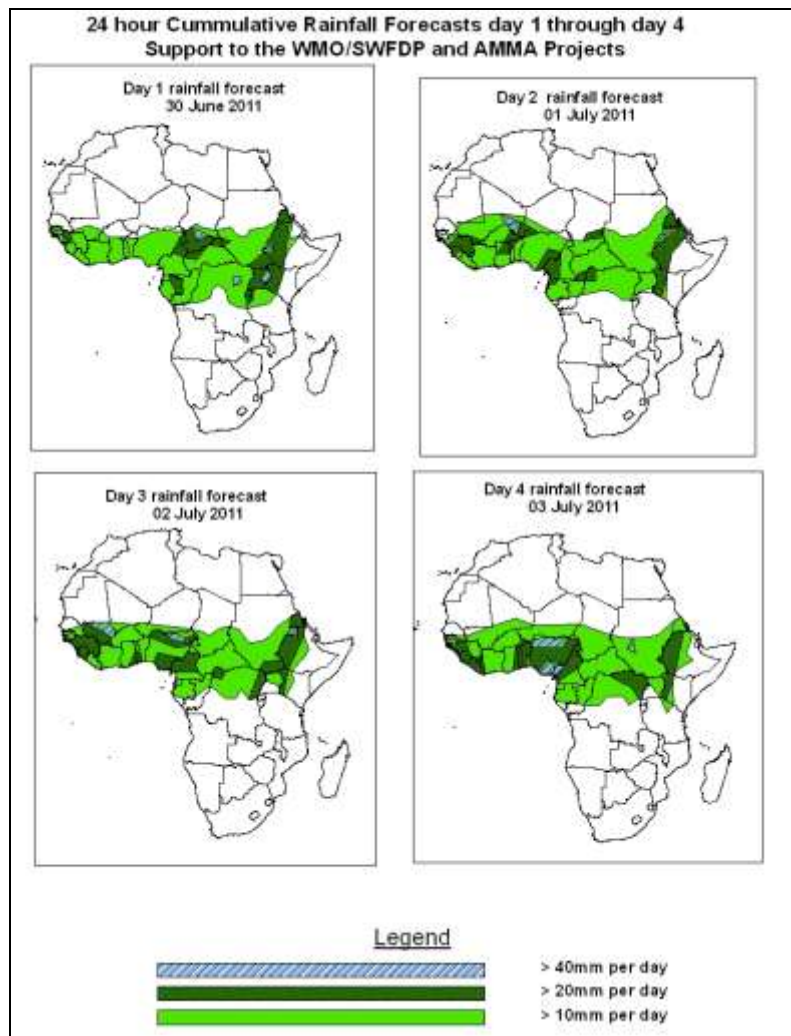 24 hour Cummulative Rainfall Forecasts day 1 through day 4
Support to the WMO/SWFDP and AMMA Projects
Day 1 rainfall forecast
30 June 2011
Day 2 rainfall forecast
01 July 2011
Day 3 rainfall forecast
02 July 2011
Day 4 rainfall forecast
03 July 2011
Legend
> 40mm per day
> 20mm per day
> 10mm per day